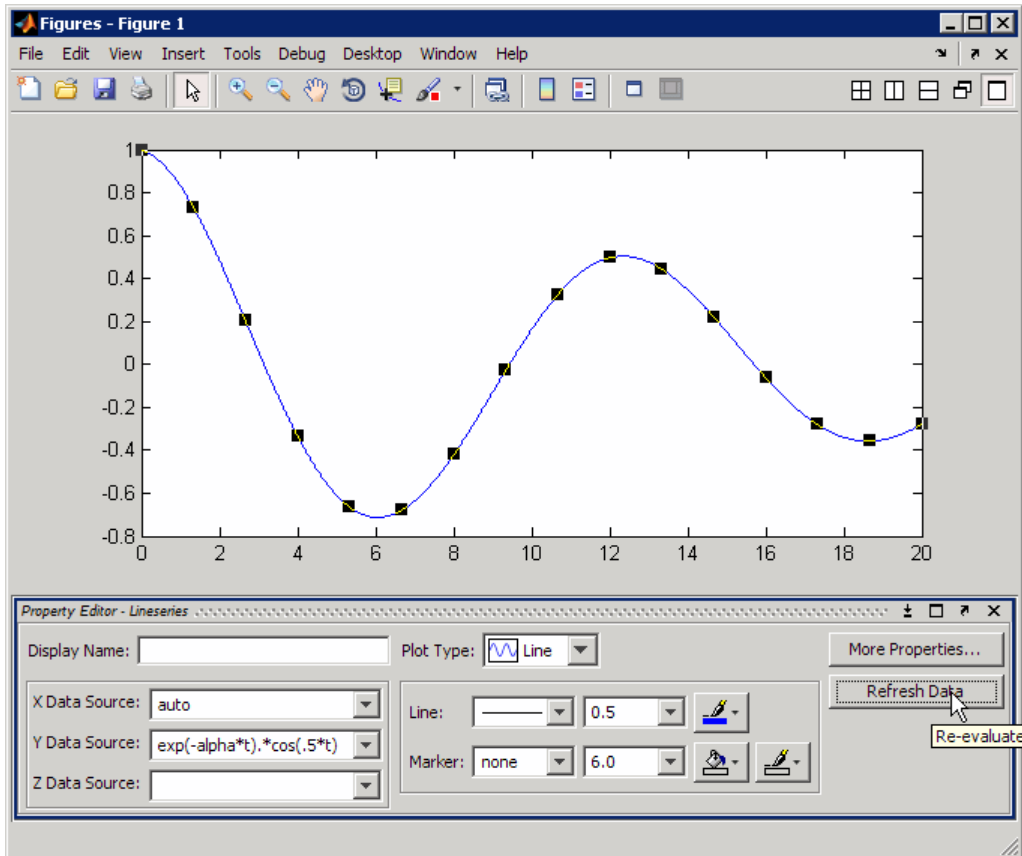 Figures - Figure 1
File Edit View Insert Tools Debug Desktop Window Help
1
0.8
0.6
0.4
0.2
0
-0.2
-0.4
-0.6
-0.8
0 2 4 6 8 10 12 14 16 18 20
Property Editor - Lineseries
Display Name:
Plot Type: Line
More Properties...
X Data Source: auto
Y Data Source: exp(-alpha*t).*cos(.5*t)
Z Data Source:
Line: 0.5
Marker: none 6.0
Refresh Data
Re-evaluate